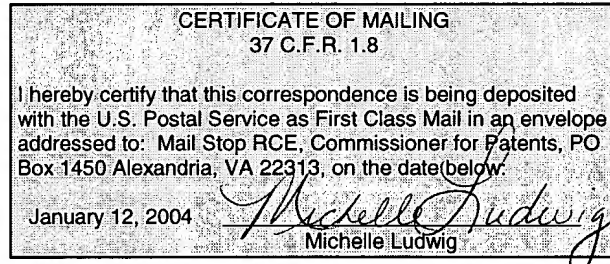 CERTIFICATE OF MAILING
37 C.F.R. 1.8
I hereby certify that this correspondence is being deposited
with the U.S. Postal Service as First Class Mail in an envelope
addressed to: Mail Stop RCE, Commissioner for Patents, PO
Box 1450 Alexandria, VA 22313, on the date below:
January 12, 2004 Michelle Ludwig
Michelle Ludwig